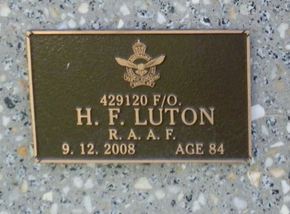 429120 F/O.
H. F. LUTON
R. A. A. F.
9. 12. 2008 AGE 84